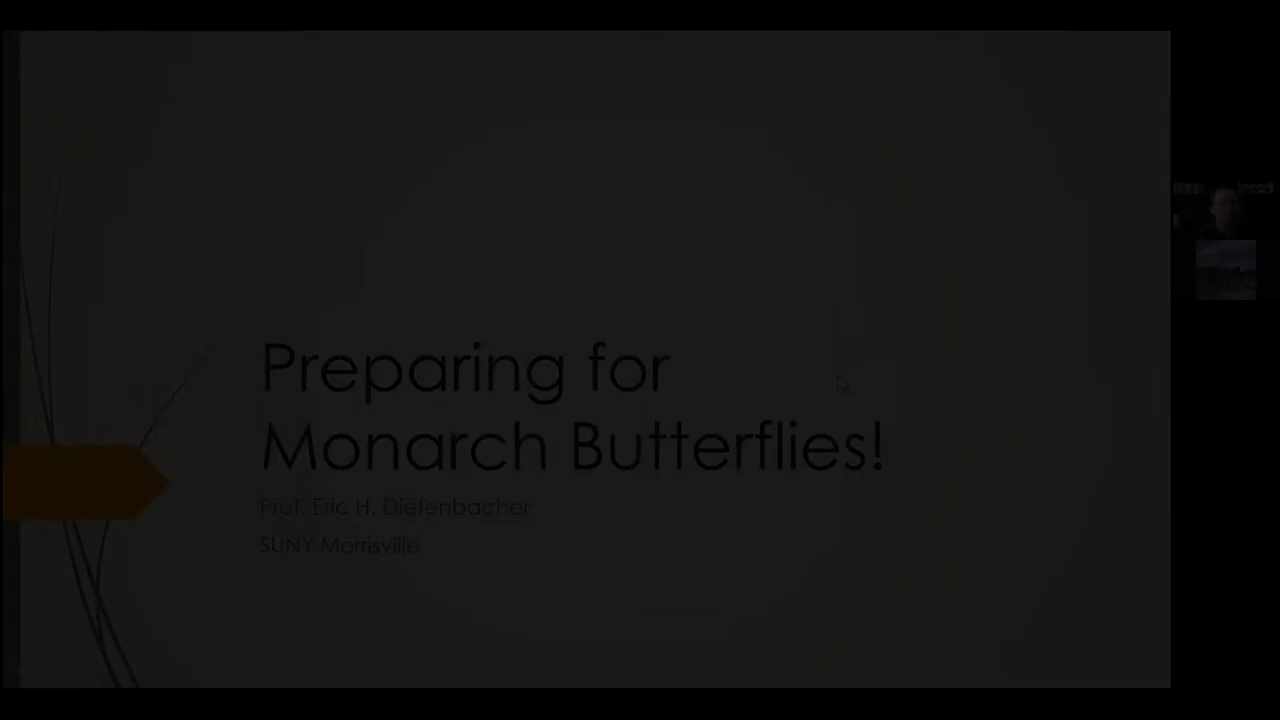 Preparing for
Monarch Butterflies!
Prof. Eric H. Diefenbacher
SUNY Morrisville